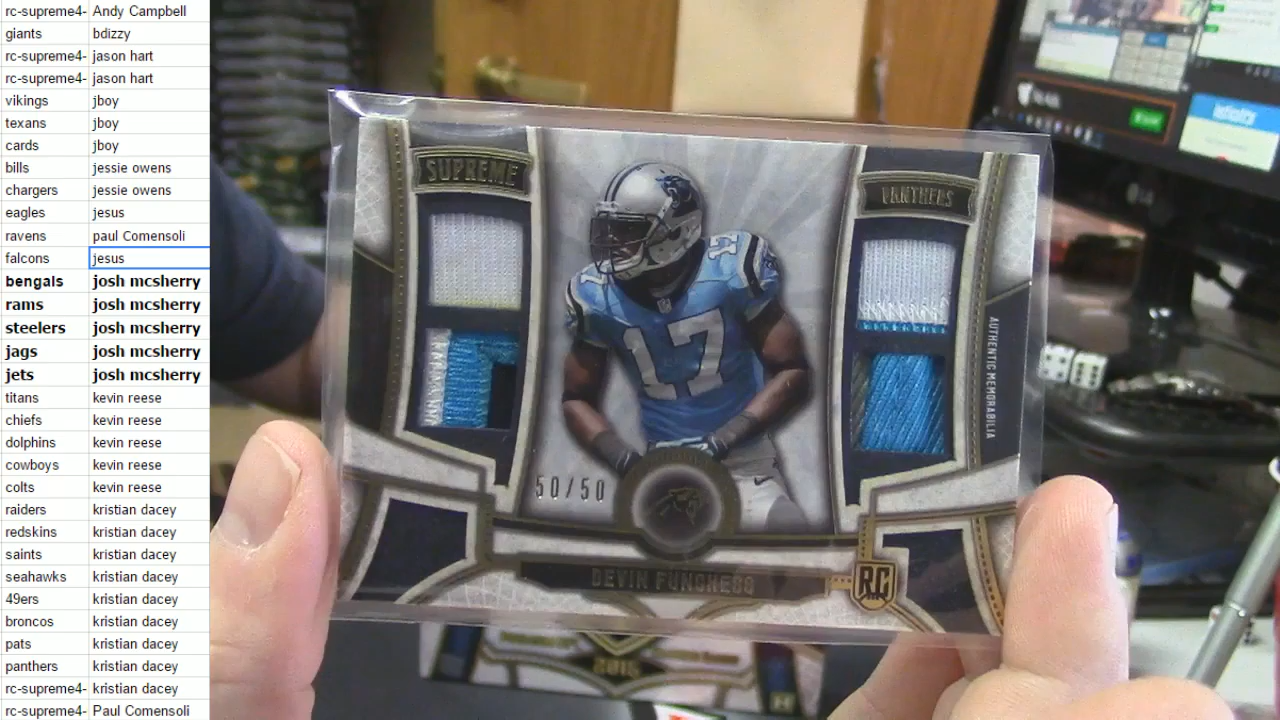 rc-supreme4- Andy Campbell
giants bdizzy
rc-supreme4- jason hart
rc-supreme4- jason hart
vikings jboy
texans jboy
cards jboy
bills jessie owens
chargers jessie owens
eagles jesus
ravens paul Comensoli
falcons jesus
bengals josh mcsherry
rams josh mcsherry
steelers josh mcsherry
jags josh mcsherry
jets josh mcsherry
titans kevin reese
chiefs kevin reese
dolphins kevin reese
cowboys kevin reese
colts kevin reese
raiders kristian dacey
redskins kristian dacey
saints kristian dacey
seahawks kristian dacey
49ers kristian dacey
broncos kristian dacey
pats kristian dacey
panthers kristian dacey
rc-supreme4- kristian dacey
rc-supreme4- Paul Comensoli
SUPREME
PANTHERS
17
17
17
AUTHENTIC MEMORABILIA
50/50
DEVIN FUNCHESS
RC
2015